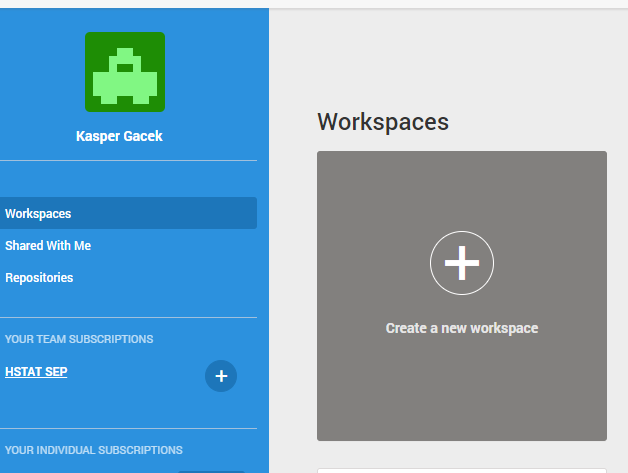 Kasper Gacek
Workspaces
Shared With Me
Repositories
YOUR TEAM SUBSCRIPTIONS
HSTAT SEP
YOUR INDIVIDUAL SUBSCRIPTIONS
Workspaces
Create a new workspace